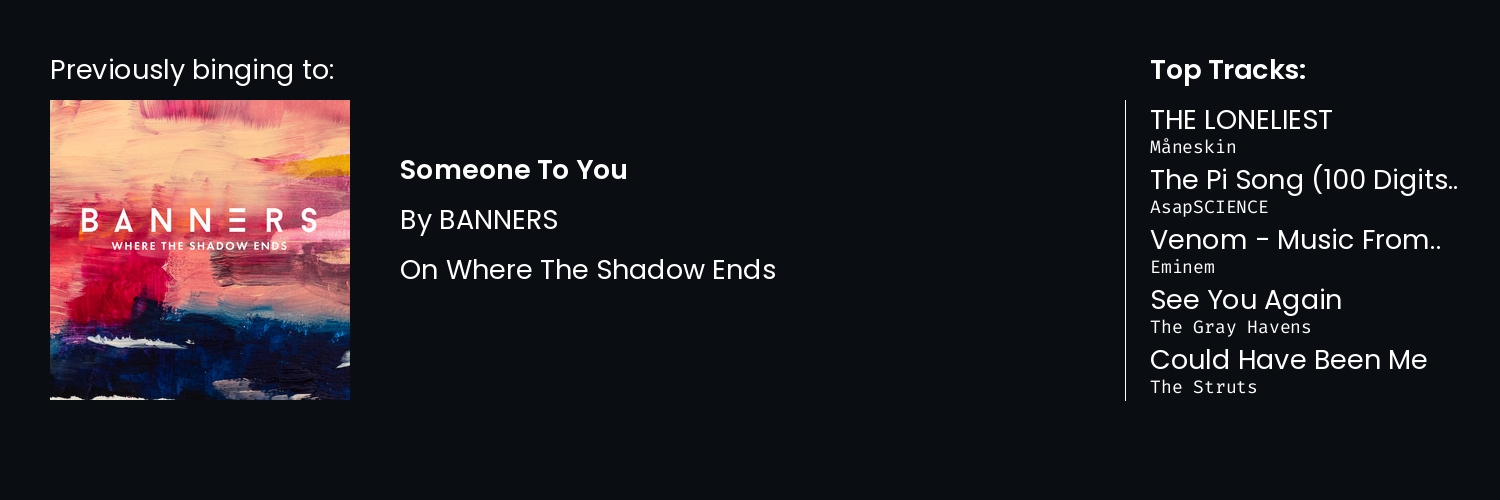 Previously binging to:
BANNERS
WHERE THE SHADOW ENDS
Someone To You
By BANNERS
On Where The Shadow Ends
Top Tracks:
THE LONELIEST
Måneskin
The Pi Song (100 Digits..
AsapSCIENCE
Venom - Music From..
Eminem
See You Again
The Gray Havens
Could Have Been Me
The Struts